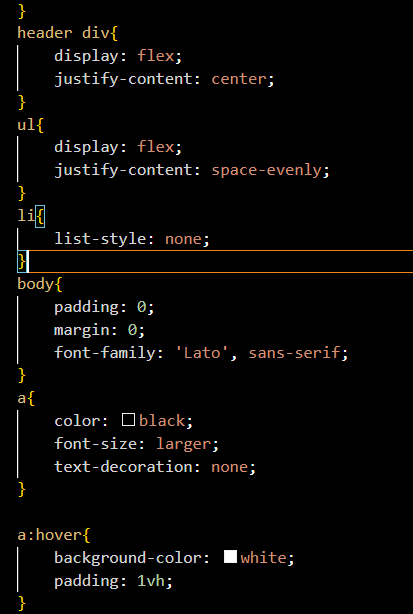 }
header div{
    display: flex;
    justify-content: center;
}
ul{
    display: flex;
    justify-content: space-evenly;
}
li{
    list-style: none;
}
body{
    padding: 0;
    margin: 0;
    font-family: 'Lato', sans-serif;
}
a{
    color: black;
    font-size: larger;
    text-decoration: none;
}

a:hover{
    background-color: white;
    padding: 1vh;
}